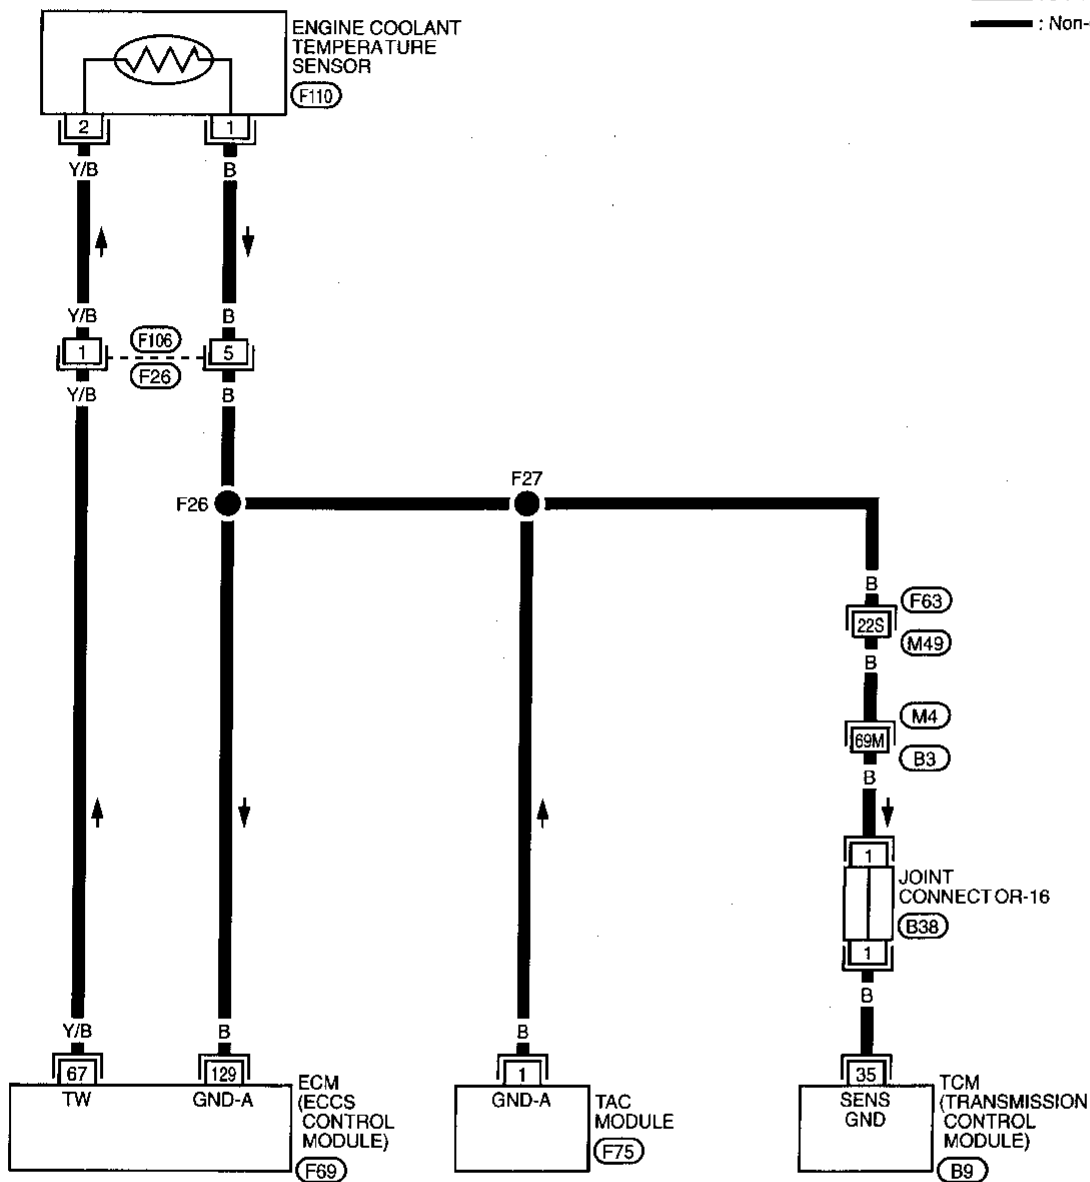 : Non-
ENGINE COOLANT
TEMPERATURE
SENSOR
F110
2
1
Y/B
B
Y/B
B
1
F106
F26
5
Y/B
B
F26
F27
B
22S
F63
M49
B
69M
M4
B3
B
1
JOINT
CONNECTOR-16
B38
1
B
Y/B
B
B
67
129
1
35
TW
GND-A
ECM
(ECCS
CONTROL
MODULE)
F69
GND-A
TAC
MODULE
F75
SENS
GND
TCM
(TRANSMISSION
CONTROL
MODULE)
B9